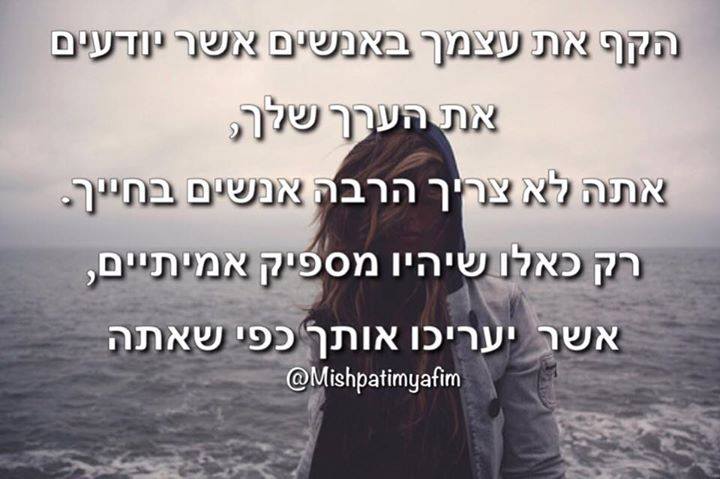 הקף את עצמך באנשים אשר יודעים
את הערך שלך,
אתה לא צריך הרבה אנשים בחייך.
רק כאלו שיהיו מספיק אמיתיים,
אשר יעריכו אותך כפי שאתה
@Mishpatimyafim